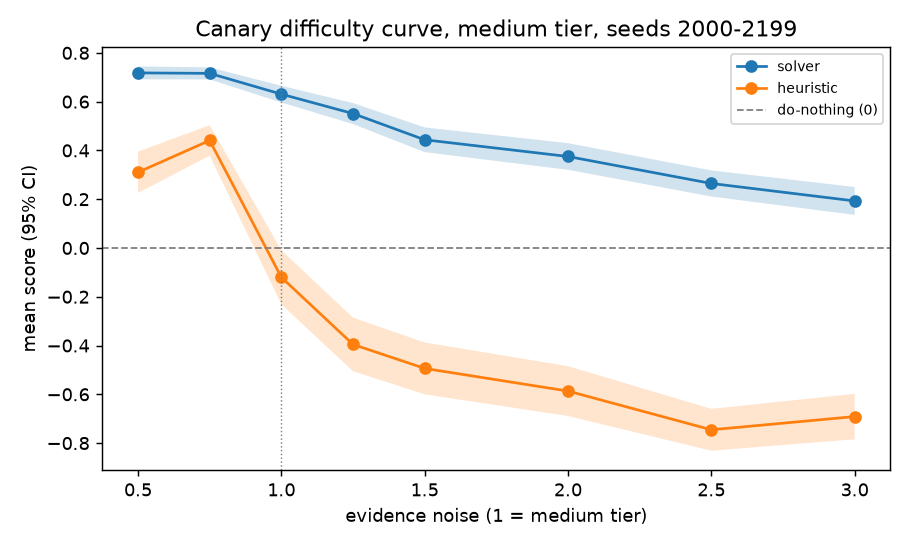 Canary difficulty curve, medium tier, seeds 2000-2199
mean score (95% CI)
0.8
0.6
0.4
0.2
0.0
−0.2
−0.4
−0.6
−0.8
solver
heuristic
do-nothing (0)
0.5 1.0 1.5 2.0 2.5 3.0
evidence noise (1 = medium tier)